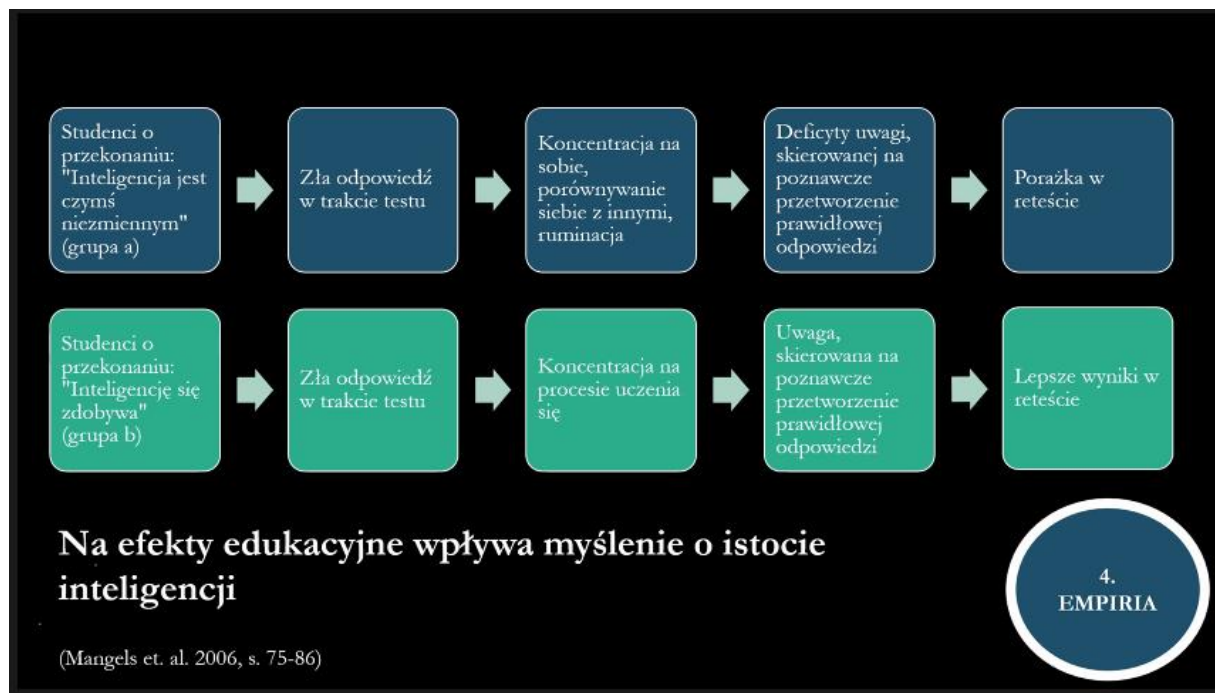 Studenci o
przekonaniu:
"Inteligencja jest
czymś
niezmiennym"
(grupa a)
Zła odpowiedź
w trakcie testu
Koncentracja na
sobie,
porównywanie
siebie z innymi,
ruminacja
Deficyty uwagi,
skierowanej na
poznawcze
przetworzenie
prawidłowej
odpowiedzi
Porażka w
reteście
Studenci o
przekonaniu:
"Inteligencję się
zdobywa"
(grupa b)
Zła odpowiedź
w trakcie testu
Koncentracja na
procesie uczenia
się
Uwaga,
skierowana na
poznawcze
przetworzenie
prawidłowej
odpowiedzi
Lepsze wyniki w
reteście
Na efekty edukacyjne wpływa myślenie o istocie
inteligencji
(Mangels et. al. 2006, s. 75-86)
4.
EMPIRIA